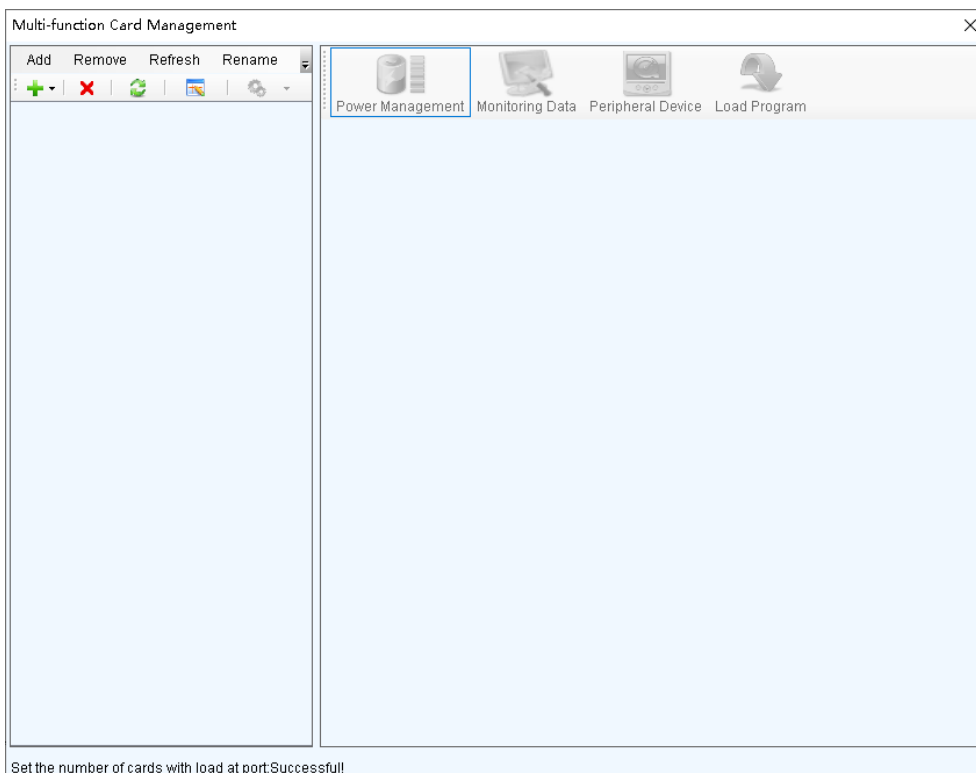 Multi-function Card Management
Add Remove Refresh Rename
Power Management Monitoring Data Peripheral Device Load Program
Set the number of cards with load at port:Successful!